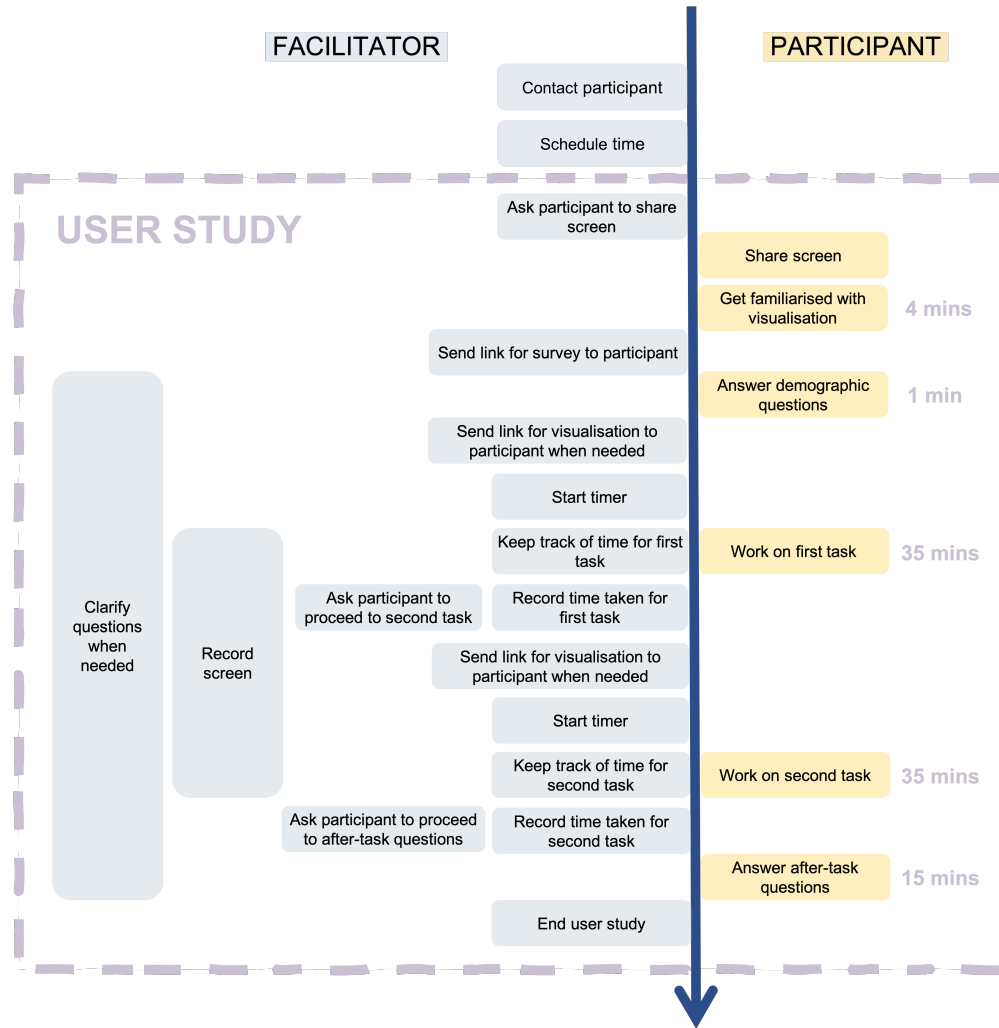 FACILITATOR
PARTICIPANT
Contact participant
Schedule time
USER STUDY
Ask participant to share
screen
Share screen
Get familiarised with
visualisation
4 mins
Send link for survey to participant
Answer demographic
questions
1 min
Send link for visualisation to
participant when needed
Start timer
Keep track of time for first
task
Work on first task
35 mins
Ask participant to
proceed to second task
Record time taken for
first task
Clarify
questions
when
needed
Record
screen
Send link for visualisation to
participant when needed
Start timer
Keep track of time for
second task
Work on second task
35 mins
Ask participant to proceed
to after-task questions
Record time taken for
second task
Answer after-task
questions
15 mins
End user study